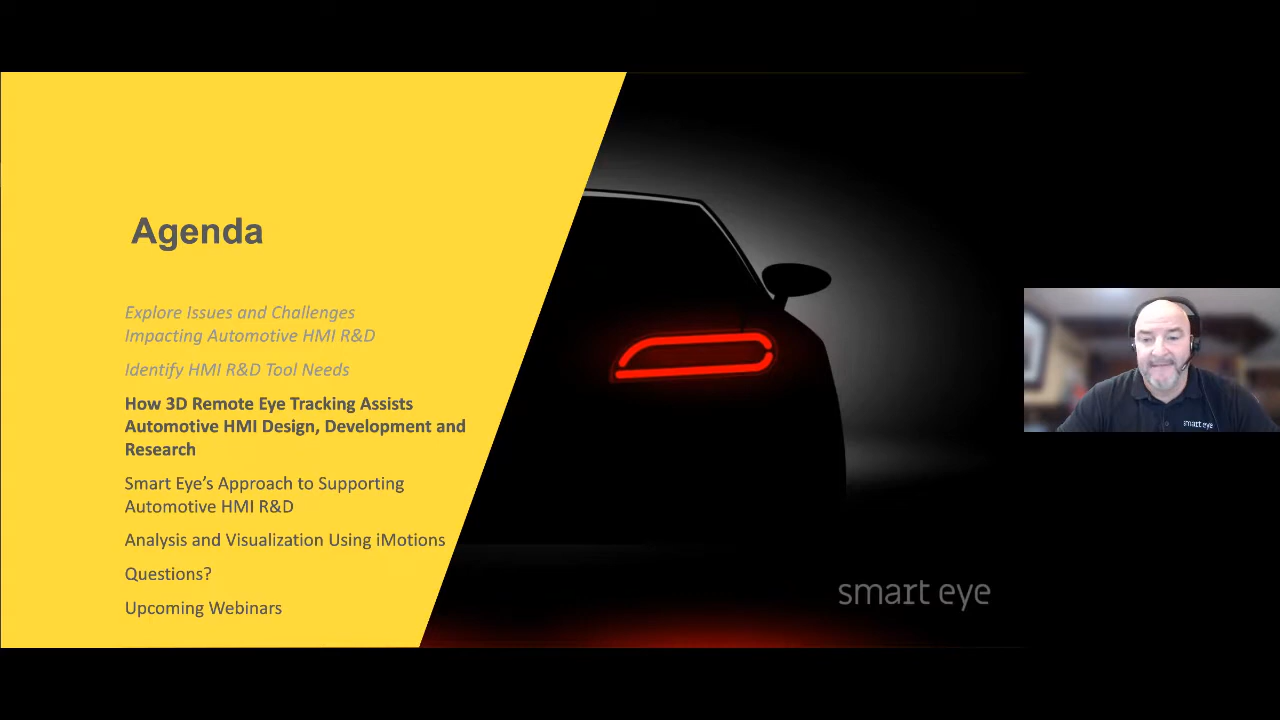 Agenda
Explore Issues and Challenges
Impacting Automotive HMI R&D
Identify HMI R&D Tool Needs
How 3D Remote Eye Tracking Assists
Automotive HMI Design, Development and
Research
Smart Eye’s Approach to Supporting
Automotive HMI R&D
Analysis and Visualization Using iMotions
Questions?
Upcoming Webinars
smart eye
smart eye